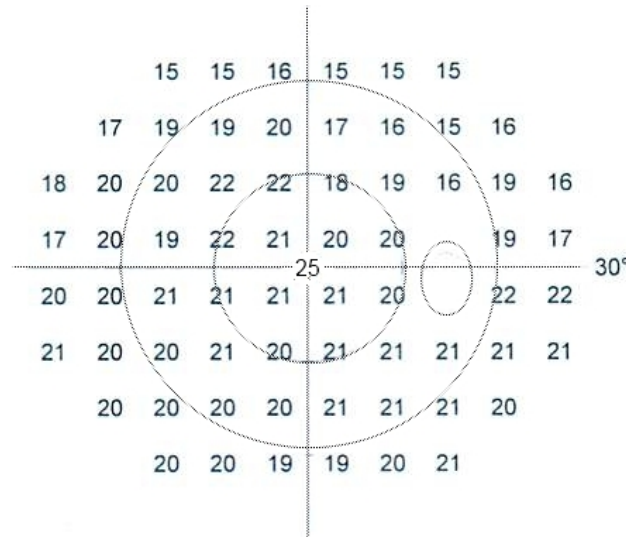 15 15 16 15 15 15
17 19 19 20 17 16 15 16
18 20 20 22 22 18 19 16 19 16
17 20 19 22 21 20 20 19 17
25 30°
20 20 21 21 21 21 20 22 22
21 20 20 21 20 21 21 21 21 21
20 20 20 20 21 21 21 20
20 20 19 19 20 21